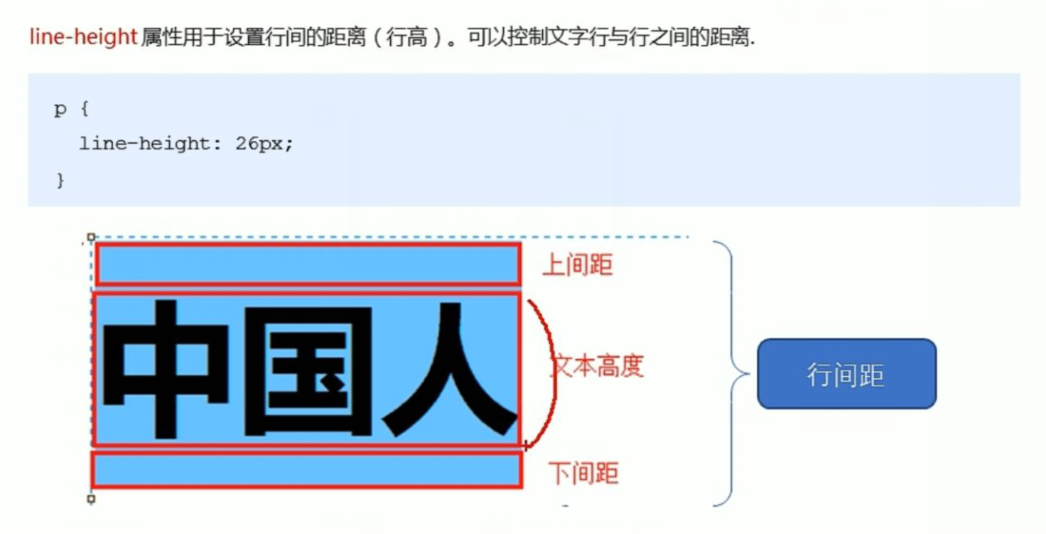 line-height 属性用于设置行间的距离（行高）。可以控制文字行与行之间的距离.
p {
line-height: 26px;
}
上间距
中国人
文本高度
行间距
下间距